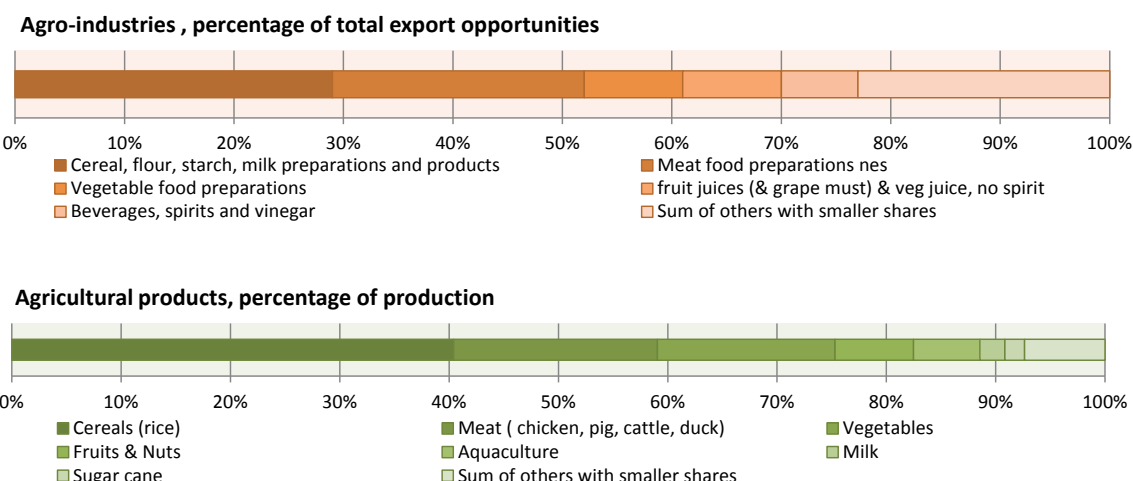 Agro-industries , percentage of total export opportunities
0% 10% 20% 30% 40% 50% 60% 70% 80% 90% 100%
Cereal, flour, starch, milk preparations and products Meat food preparations nes
Vegetable food preparations fruit juices (& grape must) & veg juice, no spirit
Beverages, spirits and vinegar Sum of others with smaller shares
Agricultural products, percentage of production
0% 10% 20% 30% 40% 50% 60% 70% 80% 90% 100%
Cereals (rice) Meat ( chicken, pig, cattle, duck) Vegetables
Fruits & Nuts Aquaculture Milk
Sugar cane Sum of others with smaller shares